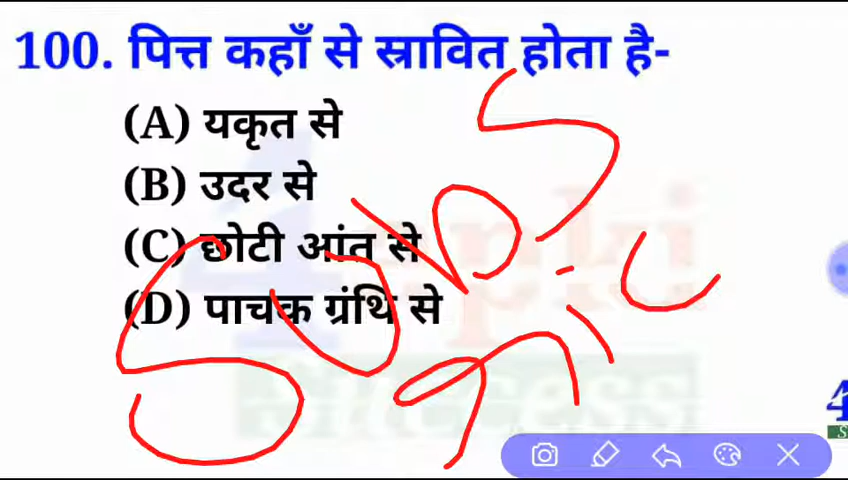 100. पित्त कहाँ से स्रावित होता है-
(A) यकृत से
(B) उदर से
(C) छोटी आंत से
(D) पाचक ग्रंथि से